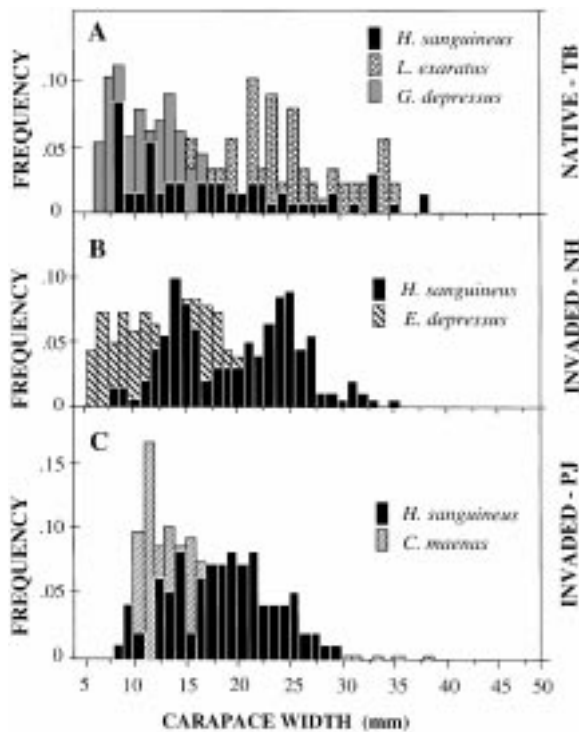 A
H. sanguineus
L. exaratus
G. depressus
FREQUENCY
.10
.05
0
NATIVE - TB
B
H. sanguineus
E. depressus
FREQUENCY
.10
.05
0
INVADED - NH
C
H. sanguineus
C. maenas
FREQUENCY
.15
.10
.05
0
INVADED - PJ
5 10 15 20 25 30 35 40 45 50
CARAPACE WIDTH (mm)